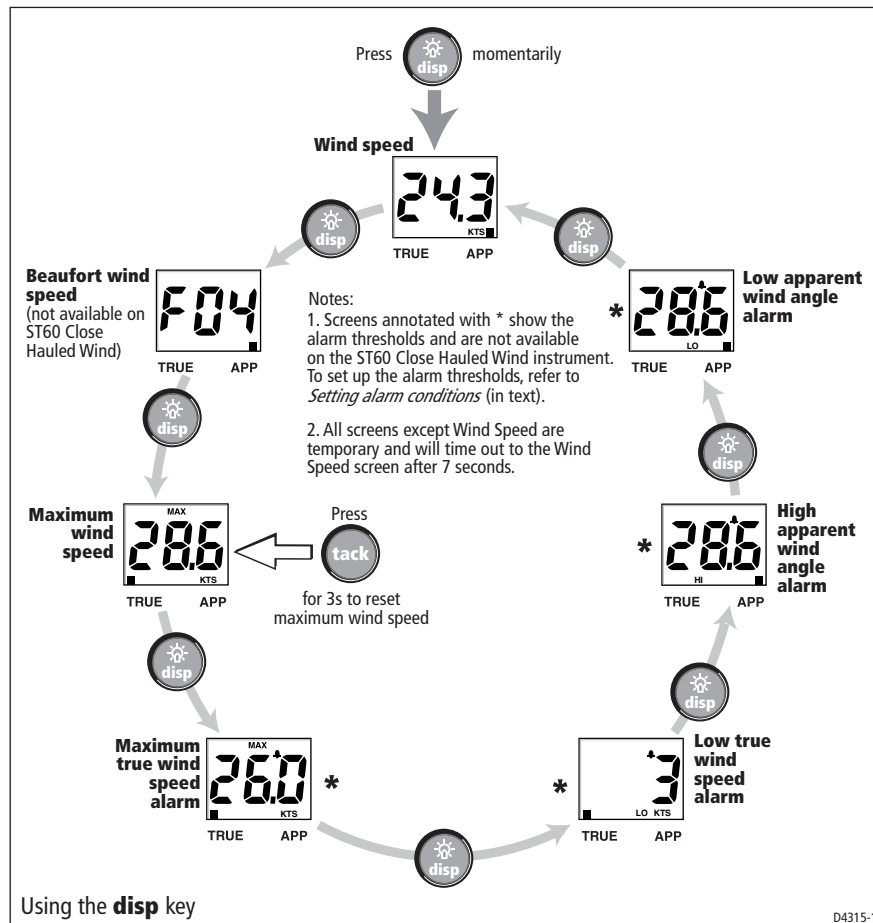 Press disp momentarily
Wind speed
24.3
KTS
TRUE APP
disp
Beaufort wind
speed
(not available on
ST60 Close
Hauled Wind)
F04
TRUE APP
disp
Maximum
wind
speed
MAX
28.6
KTS
TRUE APP
Press
tack
for 3s to reset
maximum wind speed
disp
Maximum
true wind
speed
alarm
MAX
26.0
KTS
TRUE APP
*
disp
*
3
LO KTS
TRUE APP
Low true
wind
speed
alarm
disp
*
28.6
HI
TRUE APP
High
apparent
wind
angle
alarm
disp
*
28.6
LO
TRUE APP
Low apparent
wind angle
alarm
disp
Notes:
1. Screens annotated with * show the
alarm thresholds and are not available
on the ST60 Close Hauled Wind instrument.
To set up the alarm thresholds, refer to
Setting alarm conditions (in text).
2. All screens except Wind Speed are
temporary and will time out to the Wind
Speed screen after 7 seconds.
Using the disp key